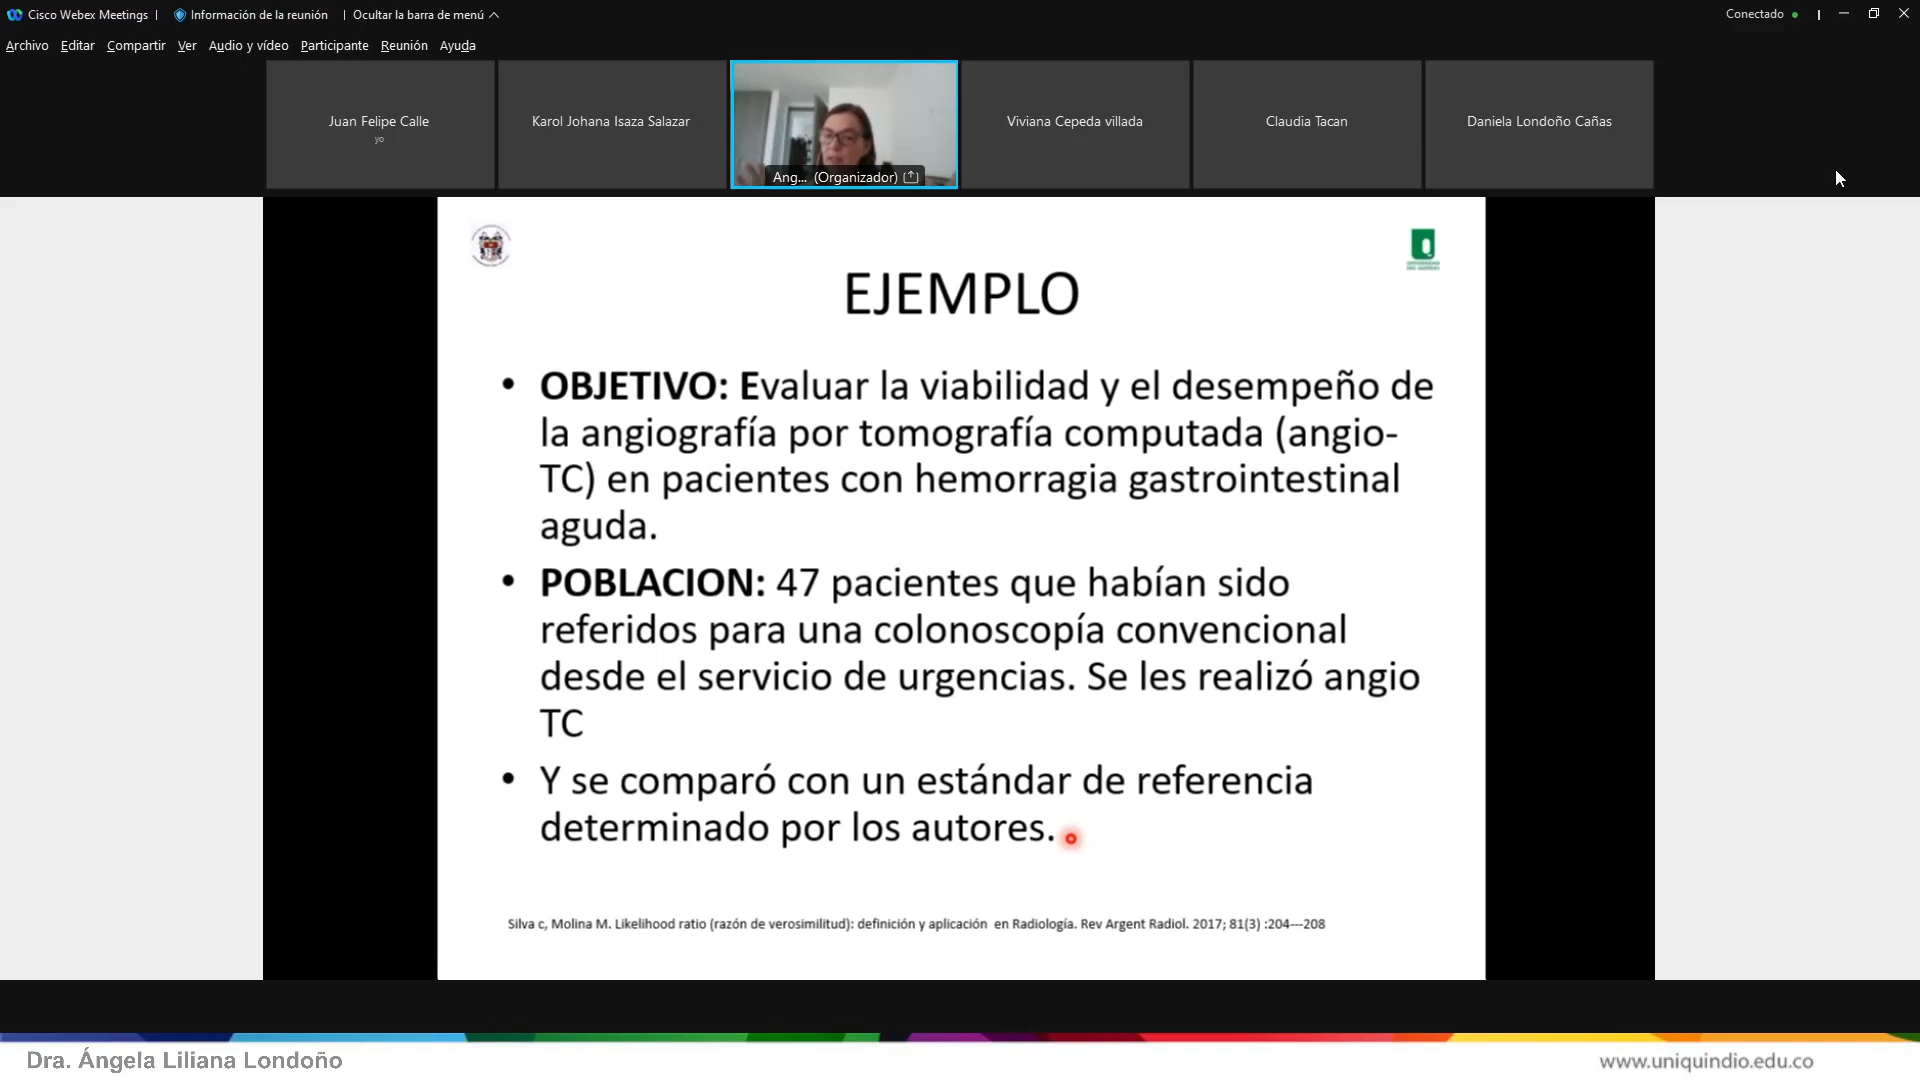 Cisco Webex Meetings | Información de la reunión | Ocultar la barra de menú
Conectado
Archivo Editar Compartir Ver Audio y vídeo Participante Reunión Ayuda
Juan Felipe Calle
yo
Karol Johana Isaza Salazar
Ang... (Organizador)
Viviana Cepeda villada
Claudia Tacan
Daniela Londoño Cañas
EJEMPLO
• OBJETIVO: Evaluar la viabilidad y el desempeño de
la angiografía por tomografía computada (angio-
TC) en pacientes con hemorragia gastrointestinal
aguda.
• POBLACION: 47 pacientes que habían sido
referidos para una colonoscopía convencional
desde el servicio de urgencias. Se les realizó angio
TC
• Y se comparó con un estándar de referencia
determinado por los autores.
Silva c, Molina M. Likelihood ratio (razón de verosimilitud): definición y aplicación en Radiología. Rev Argent Radiol. 2017; 81(3) :204---208
Dra. Ángela Liliana Londoño
www.uniquindio.edu.co